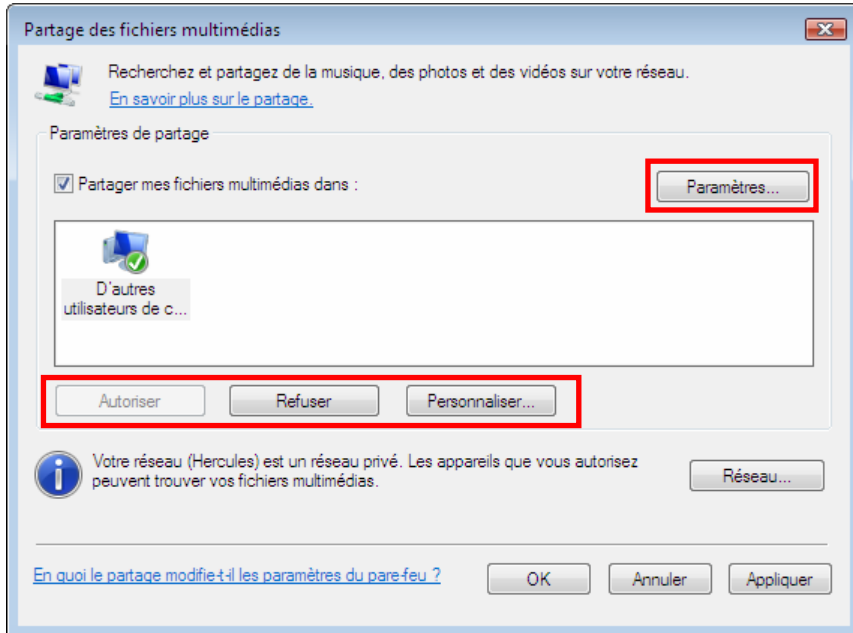 Partage des fichiers multimédias
Recherchez et partagez de la musique, des photos et des vidéos sur votre réseau.
En savoir plus sur le partage.
Paramètres de partage
Partager mes fichiers multimédias dans :
Paramètres...
D'autres
utilisateurs de c...
Autoriser
Refuser
Personnaliser...
Votre réseau (Hercules) est un réseau privé. Les appareils que vous autorisez
peuvent trouver vos fichiers multimédias.
Réseau...
En quoi le partage modifie-t-il les paramètres du pare-feu ?
OK
Annuler
Appliquer